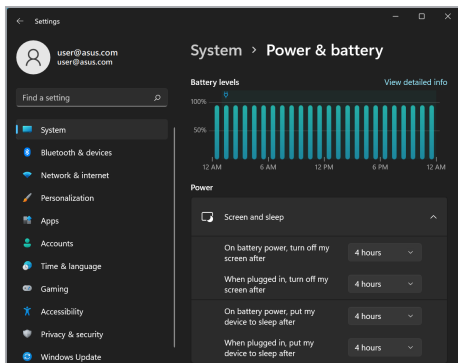 Settings
user@asus.com
user@asus.com
Find a setting
System
Bluetooth & devices
Network & internet
Personalization
Apps
Accounts
Time & language
Gaming
Accessibility
Privacy & security
Windows Update
System > Power & battery
Battery levels View detailed info
100%
50%
12 AM 6 AM 12 PM 6 PM 12 AM
Power
Screen and sleep
On battery power, turn off my
screen after
4 hours
When plugged in, turn off my
screen after
4 hours
On battery power, put my
device to sleep after
4 hours
When plugged in, put my
device to sleep after
4 hours